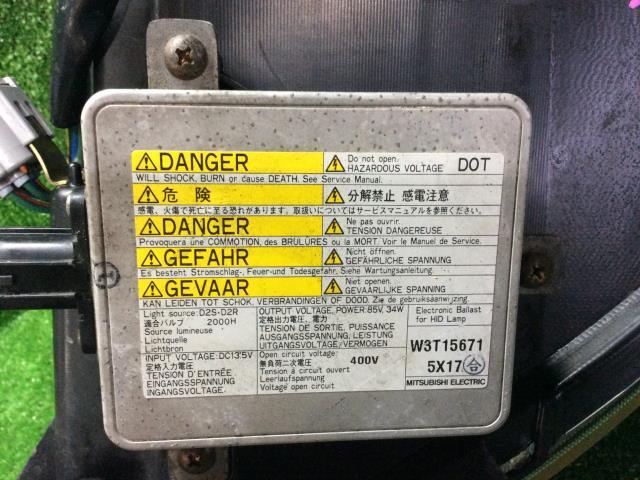 DANGER
Do not open.
HAZARDOUS VOLTAGE DOT
WILL SHOCK, BURN or cause DEATH. See Service Manual.
危険
分解禁止 感電注意
感電、火傷で死亡に至る恐れがあります。取扱いについてはサービスマニュアルを参照ください。
DANGER
Ne pas ouvrir.
TENSION DANGEREUSE
Provoquera une COMMOTION, des BRULURES ou la MORT. Voir le Manuel de Service.
GEFAHR
Nicht öffnen.
GEFÄHRLICHE SPANNUNG
Es besteht Stromschlag-, Feuer-und Todesgefahr. Siehe Wartungsanleitung.
GEVAAR
Niet openen.
GEVAARLIJKE SPANNING
KAN LEIDEN TOT SCHOK, VERBRANDINGEN OF DOOD. Zie de gebruiksaanwijzing.
Light source:D2S-D2R
適合バルブ 2000H
Source lumineuse
Lichtquelle
Lichtbron
OUTPUT VOLTAGE, POWER:85V, 34W
定格出力電圧、電力
TENSION DE SORTIE, PUISSANCE
AUSGANGSSPANNUNG, LEISTUNG
UITGANGSVOLTAGE/VERMOGEN
Electronic Ballast
for HID Lamp
INPUT VOLTAGE:DC13.5V
定格入力電圧
TENSION D'ENTRÉE
EINGANGSSPANNUNG
INGANGSVOLTAGE.
Open circuit voltage:
無負荷二次電圧 400V
Tension à circuit ouvert
Leerlaufspannung
Voltage open circuit
W3T15671
5X17
MITSUBISHI ELECTRIC